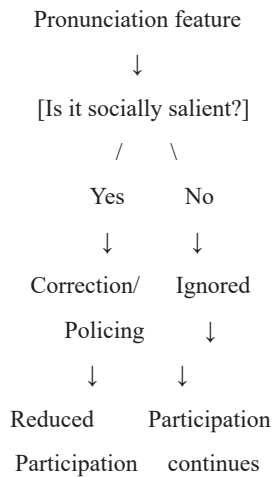 Pronunciation feature
↓
[Is it socially salient?]
/ \
Yes No
↓ ↓
Correction/ Ignored
Policing ↓
↓ ↓
Reduced Participation
Participation continues